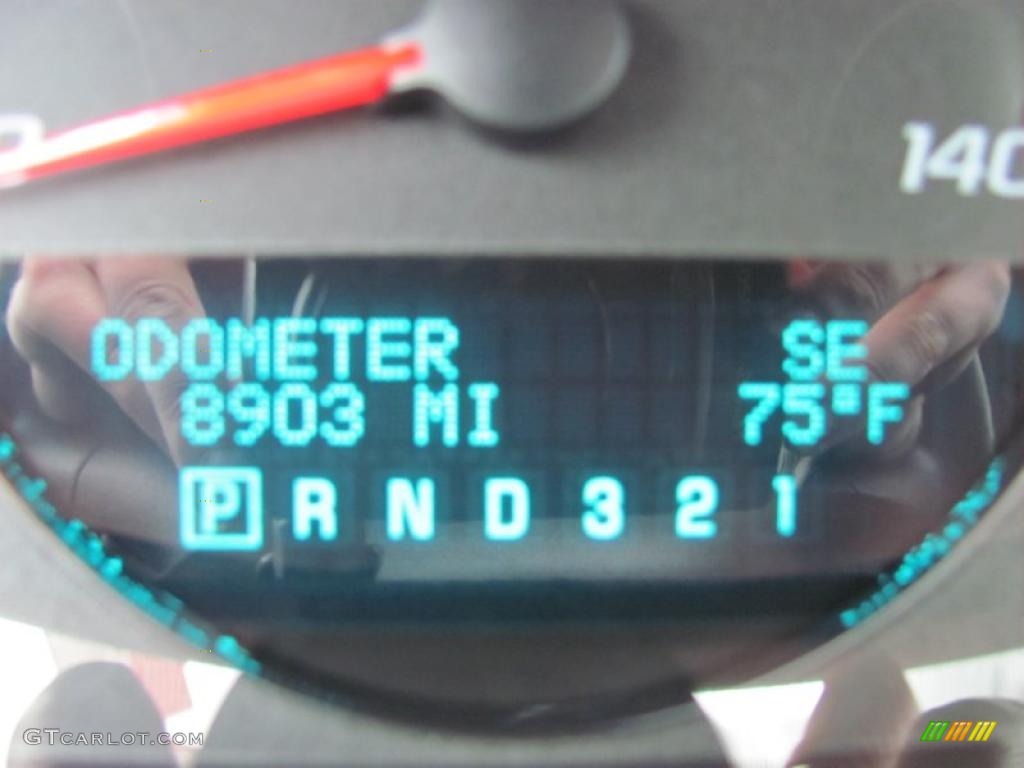 140
ODOMETER SE
8903 MI 75°F
P R N D 3 2 1
GTCARLOT.COM